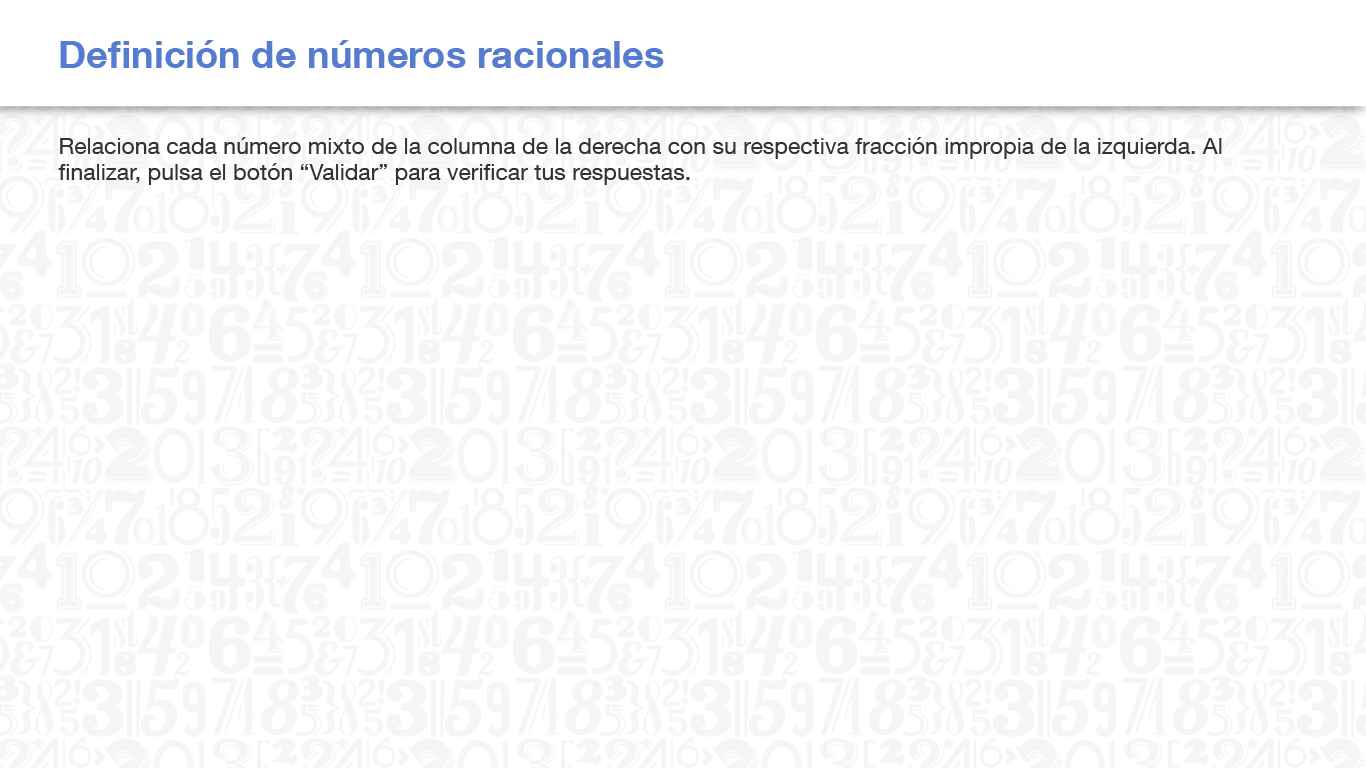 Definición de números racionales
Relaciona cada número mixto de la columna de la derecha con su respectiva fracción impropia de la izquierda. Al
finalizar, pulsa el botón “Validar” para verificar tus respuestas.